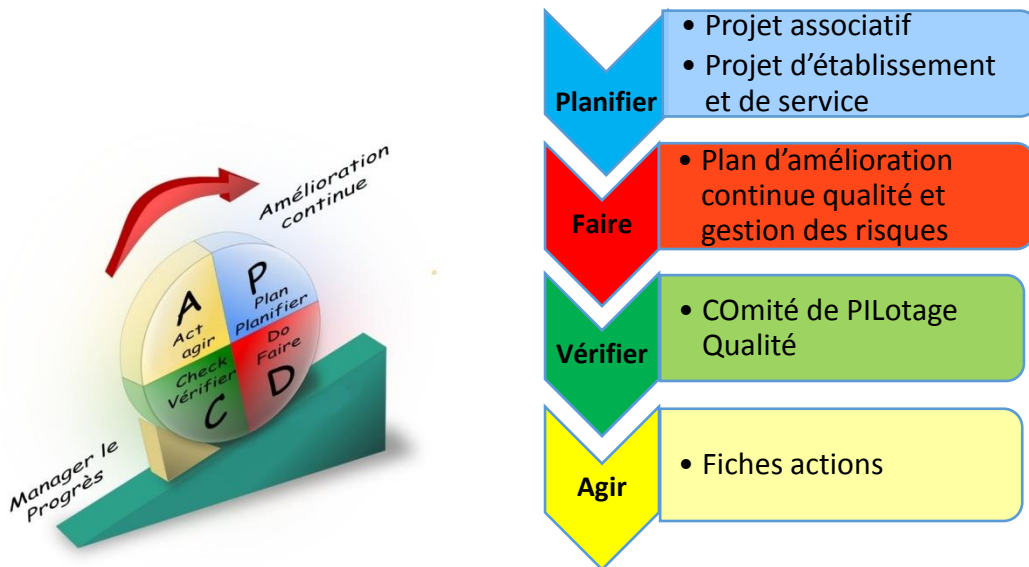 Amélioration
continue
P
Plan
Planifier
A
Act
agir
Do
Faire
D
Check
Vérifier
C
Manager le
Progrès
Planifier
• Projet associatif
• Projet d'établissement
et de service
Faire
• Plan d'amélioration
continue qualité et
gestion des risques
Vérifier
• COmité de PILotage
Qualité
Agir
• Fiches actions